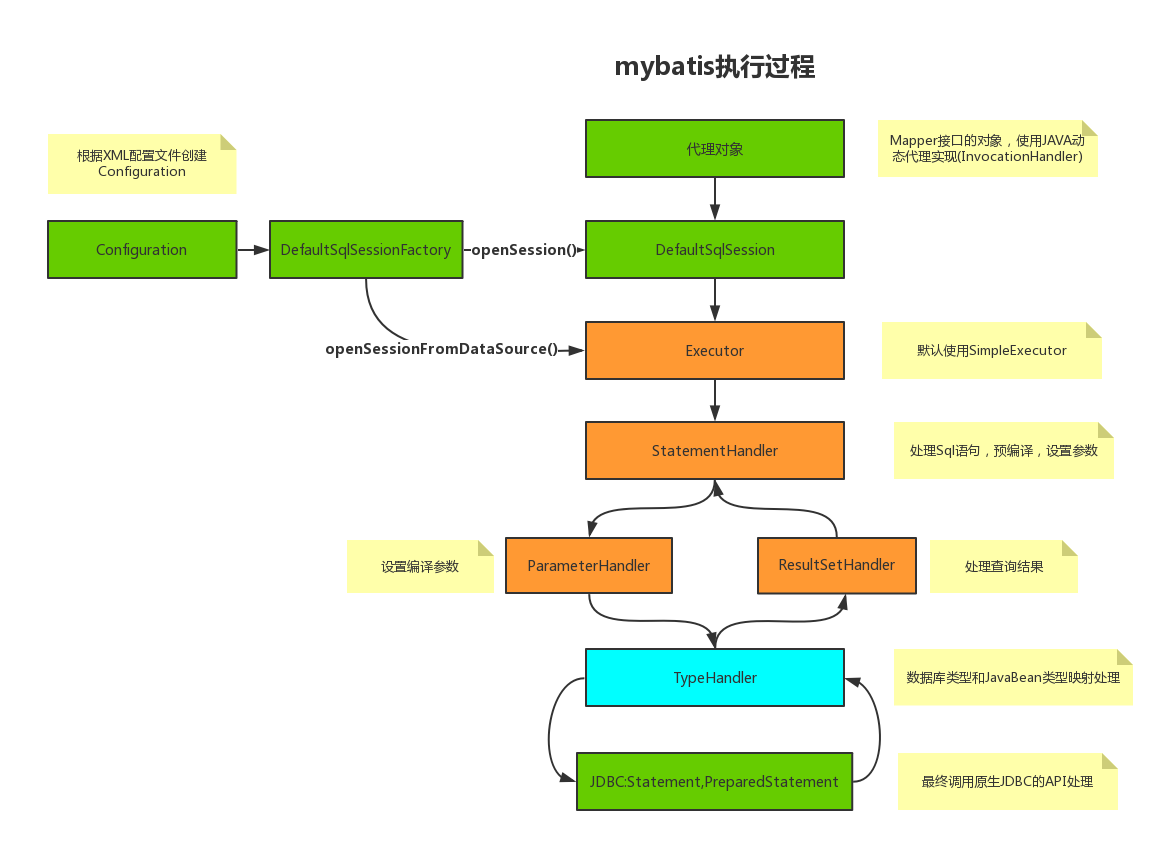 mybatis执行过程
根据XML配置文件创建
Configuration
代理对象
Mapper接口的对象，使用JAVA动
态代理实现(InvocationHandler)
Configuration
DefaultSqlSessionFactory
openSession()
DefaultSqlSession
openSessionFromDataSource()
Executor
默认使用SimpleExecutor
StatementHandler
处理Sql语句，预编译，设置参数
设置编译参数
ParameterHandler
ResultSetHandler
处理查询结果
TypeHandler
数据库类型和JavaBean类型映射处理
JDBC:Statement,PreparedStatement
最终调用原生JDBC的API处理